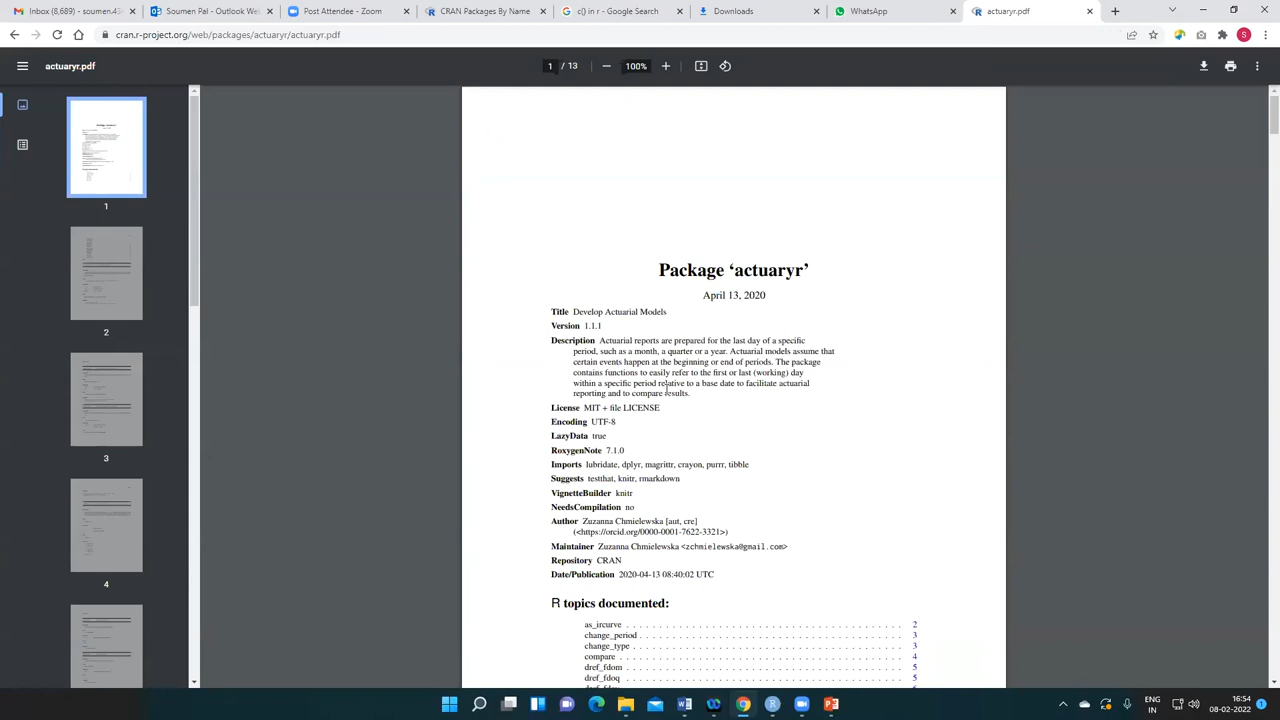 Inbox (8,689) - soumen4
Soumen Pal - Outlook We
Post Attendee - Zoom
CRAN Packages By Name
c() in r - Google Search
Downloads
WhatsApp
actuaryr.pdf
cran.r-project.org/web/packages/actuaryr/actuaryr.pdf
S
actuaryr.pdf
1 / 13
100%
1
2
3
4
Package ‘actuaryr’
April 13, 2020
Title Develop Actuarial Models
Version 1.1.1
Description Actuarial reports are prepared for the last day of a specific
period, such as a month, a quarter or a year. Actuarial models assume that
certain events happen at the beginning or end of periods. The package
contains functions to easily refer to the first or last (working) day
within a specific period relative to a base date to facilitate actuarial
reporting and to compare results.
License MIT + file LICENSE
Encoding UTF-8
LazyData true
RoxygenNote 7.1.0
Imports lubridate, dplyr, magrittr, crayon, purrr, tibble
Suggests testthat, knitr, rmarkdown
VignetteBuilder knitr
NeedsCompilation no
Author Zuzanna Chmielewska [aut, cre]
(<https://orcid.org/0000-0001-7622-3321>)
Maintainer Zuzanna Chmielewska <zchmielewska@gmail.com>
Repository CRAN
Date/Publication 2020-04-13 08:40:02 UTC
R topics documented:
as_ircurve . . . . . . . . . . . . . . . . . . . . . . . . . . . . 2
change_period . . . . . . . . . . . . . . . . . . . . . . . . . . . . 3
change_type . . . . . . . . . . . . . . . . . . . . . . . . . . . . 3
compare . . . . . . . . . . . . . . . . . . . . . . . . . . . . 4
dref_fdom . . . . . . . . . . . . . . . . . . . . . . . . . . . . 5
dref_fdoq . . . . . . . . . . . . . . . . . . . . . . . . . . . . 5
ENG
IN
16:54
08-02-2022